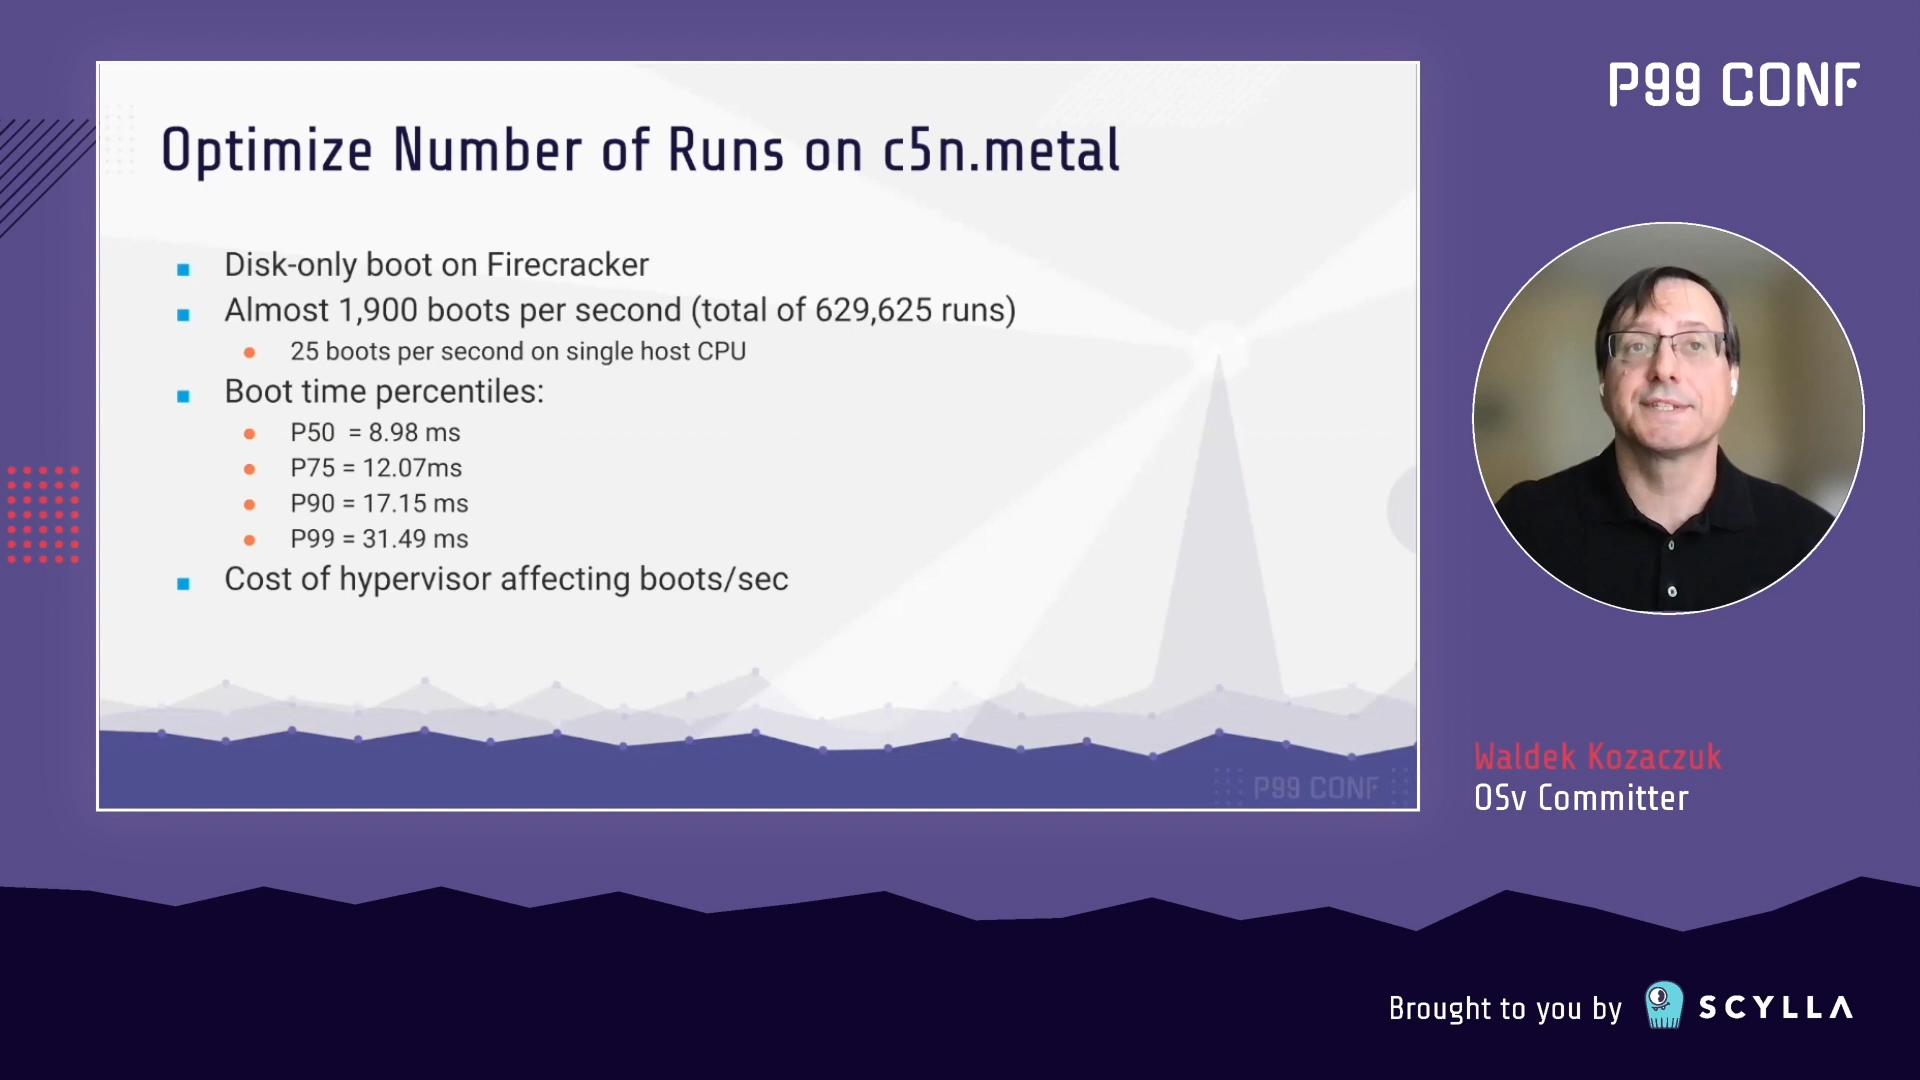 P99 CONF
Optimize Number of Runs on c5n.metal
Disk-only boot on Firecracker
Almost 1,900 boots per second (total of 629,625 runs)
25 boots per second on single host CPU
Boot time percentiles:
P50 = 8.98 ms
P75 = 12.07ms
P90 = 17.15 ms
P99 = 31.49 ms
Cost of hypervisor affecting boots/sec
P99 CONF
Waldek Kozaczuk
OSv Committer
Brought to you by SCYLLA